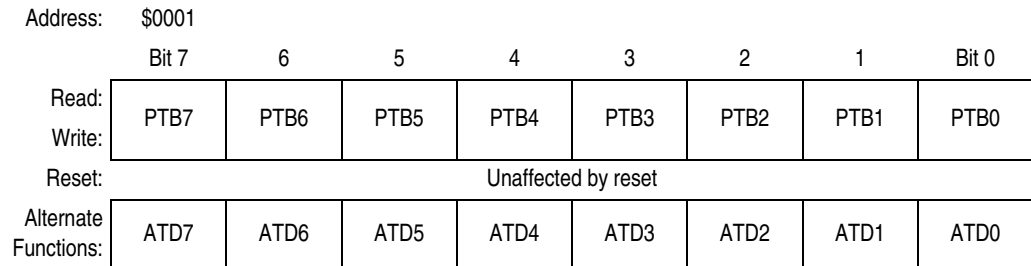 Address: $0001
Bit 7 6 5 4 3 2 1 Bit 0
Read:
PTB7 PTB6 PTB5 PTB4 PTB3 PTB2 PTB1 PTB0
Write:
Reset: Unaffected by reset
Alternate
Functions: ATD7 ATD6 ATD5 ATD4 ATD3 ATD2 ATD1 ATD0